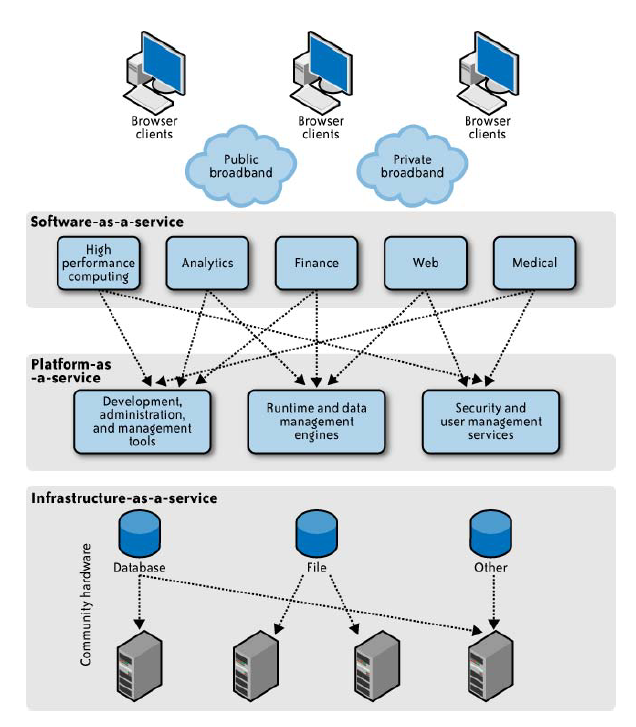 Browser
clients
Browser
clients
Browser
clients
Public
broadband
Private
broadband
Software-as-a-service
High
performance
computing
Analytics
Finance
Web
Medical
Platform-as
-a-service
Development,
administration,
and management
tools
Runtime and data
management
engines
Security and
user management
services
Infrastructure-as-a-service
Community hardware
Database
File
Other